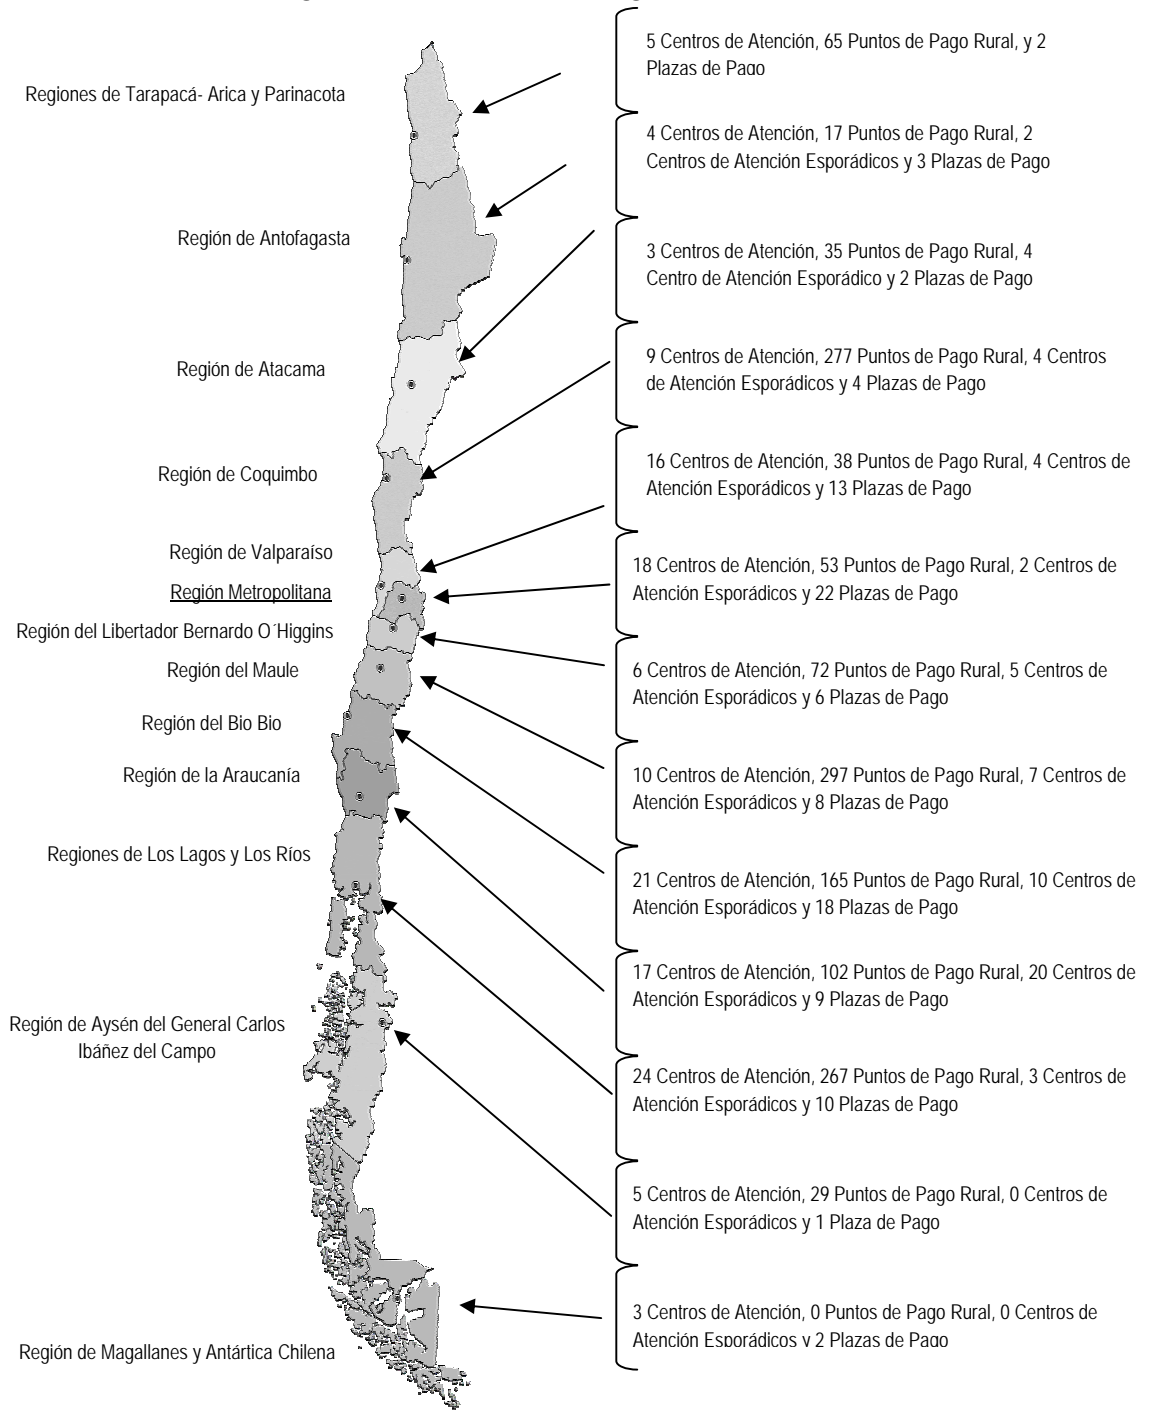 5 Centros de Atención, 65 Puntos de Pago Rural, y 2
Plazas de Pago
Regiones de Tarapacá- Arica y Parinacota
4 Centros de Atención, 17 Puntos de Pago Rural, 2
Centros de Atención Esporádicos y 3 Plazas de Pago
Región de Antofagasta
3 Centros de Atención, 35 Puntos de Pago Rural, 4
Centro de Atención Esporádico y 2 Plazas de Pago
Región de Atacama
9 Centros de Atención, 277 Puntos de Pago Rural, 4 Centros
de Atención Esporádicos y 4 Plazas de Pago
Región de Coquimbo
16 Centros de Atención, 38 Puntos de Pago Rural, 4 Centros de
Atención Esporádicos y 13 Plazas de Pago
Región de Valparaíso
18 Centros de Atención, 53 Puntos de Pago Rural, 2 Centros de
Atención Esporádicos y 22 Plazas de Pago
Región Metropolitana
Región del Libertador Bernardo O´Higgins
6 Centros de Atención, 72 Puntos de Pago Rural, 5 Centros de
Atención Esporádicos y 6 Plazas de Pago
Región del Maule
Región del Bio Bio
10 Centros de Atención, 297 Puntos de Pago Rural, 7 Centros de
Atención Esporádicos y 8 Plazas de Pago
Región de la Araucanía
Regiones de Los Lagos y Los Ríos
21 Centros de Atención, 165 Puntos de Pago Rural, 10 Centros de
Atención Esporádicos y 18 Plazas de Pago
17 Centros de Atención, 102 Puntos de Pago Rural, 20 Centros de
Atención Esporádicos y 9 Plazas de Pago
Región de Aysén del General Carlos
Ibáñez del Campo
24 Centros de Atención, 267 Puntos de Pago Rural, 3 Centros de
Atención Esporádicos y 10 Plazas de Pago
5 Centros de Atención, 29 Puntos de Pago Rural, 0 Centros de
Atención Esporádicos y 1 Plaza de Pago
3 Centros de Atención, 0 Puntos de Pago Rural, 0 Centros de
Atención Esporádicos y 2 Plazas de Pago
Región de Magallanes y Antártica Chilena